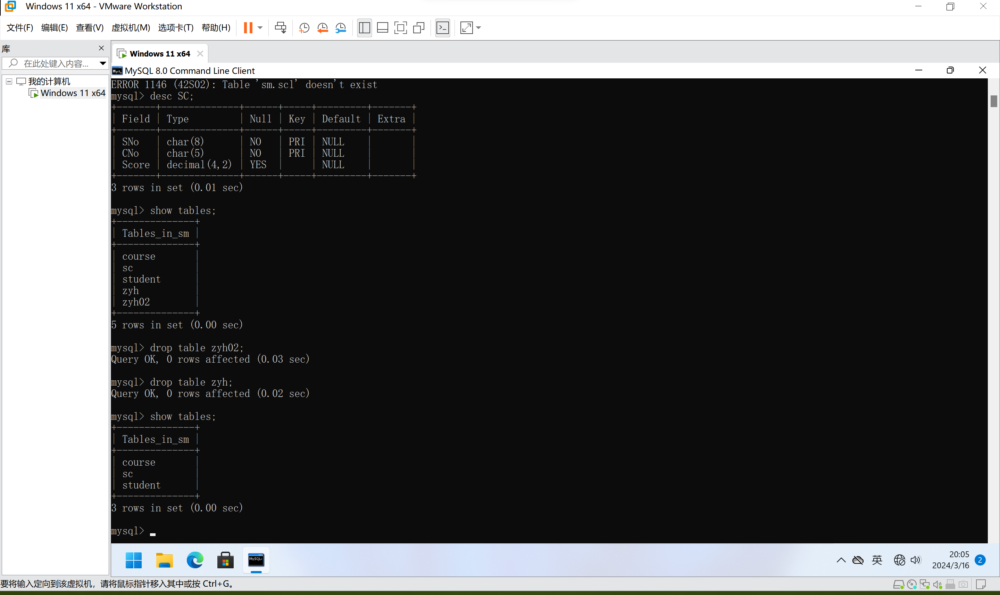 Windows 11 x64 - VMware Workstation
文件(F) 编辑(E) 查看(V) 虚拟机(M) 选项卡(T) 帮助(H)
库
在此处键入内容...
我的计算机
Windows 11 x64
Windows 11 x64
MySQL 8.0 Command Line Client
ERROR 1146 (42S02): Table 'sm.scl' doesn't exist
mysql> desc SC;
+-------+--------------+------+-----+---------+-------+
| Field | Type         | Null | Key | Default | Extra |
+-------+--------------+------+-----+---------+-------+
| SNo   | char(8)      | NO   | PRI | NULL    |       |
| CNo   | char(5)      | NO   | PRI | NULL    |       |
| Score | decimal(4,2) | YES  |     | NULL    |       |
+-------+--------------+------+-----+---------+-------+
3 rows in set (0.01 sec)
mysql> show tables;
+--------------+
| Tables_in_sm |
+--------------+
| course       |
| sc           |
| student      |
| zyh          |
| zyh02        |
+--------------+
5 rows in set (0.00 sec)
mysql> drop table zyh02;
Query OK, 0 rows affected (0.03 sec)
mysql> drop table zyh;
Query OK, 0 rows affected (0.02 sec)
mysql> show tables;
+--------------+
| Tables_in_sm |
+--------------+
| course       |
| sc           |
| student      |
+--------------+
3 rows in set (0.00 sec)
mysql>
MySQL>
英
20:05
2024/3/16
2
要将输入定向到该虚拟机，请将鼠标指针移入其中或按 Ctrl+G。